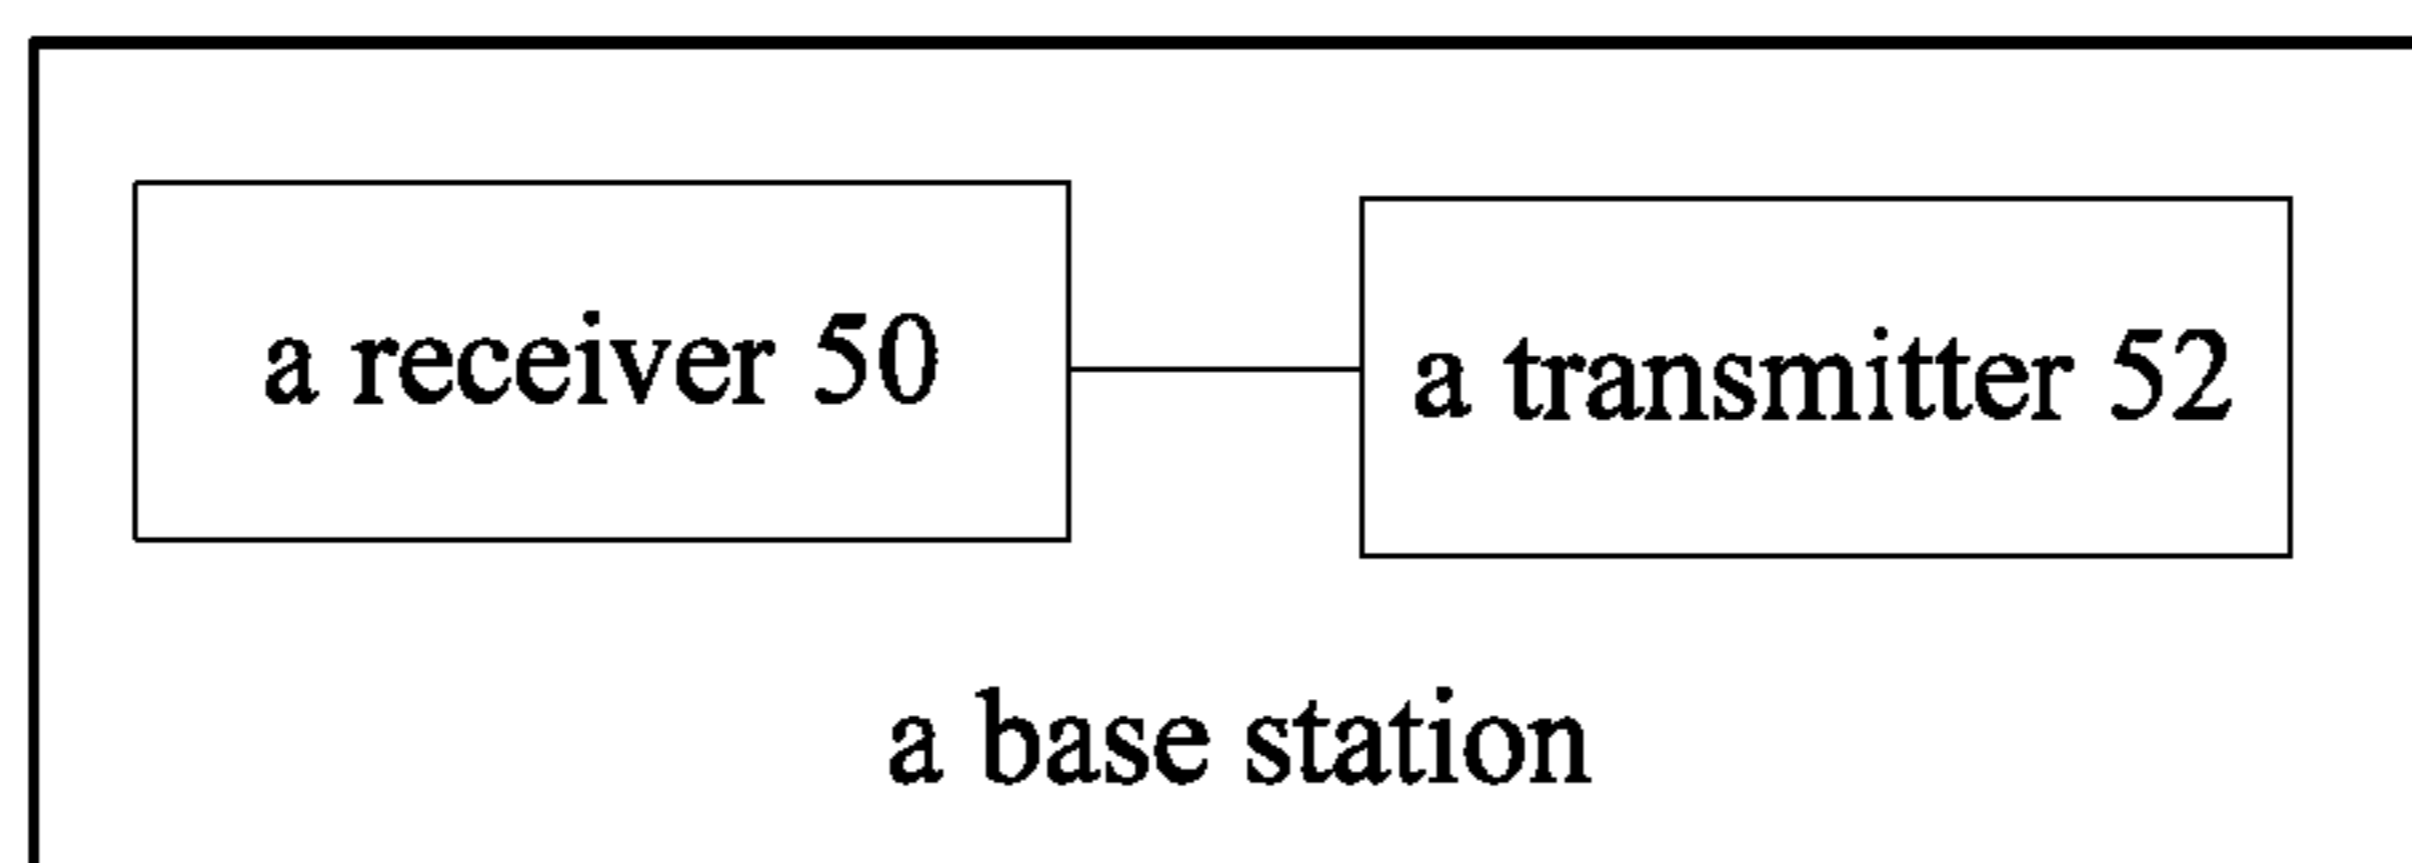 a receiver 50
a transmitter 52
a base station